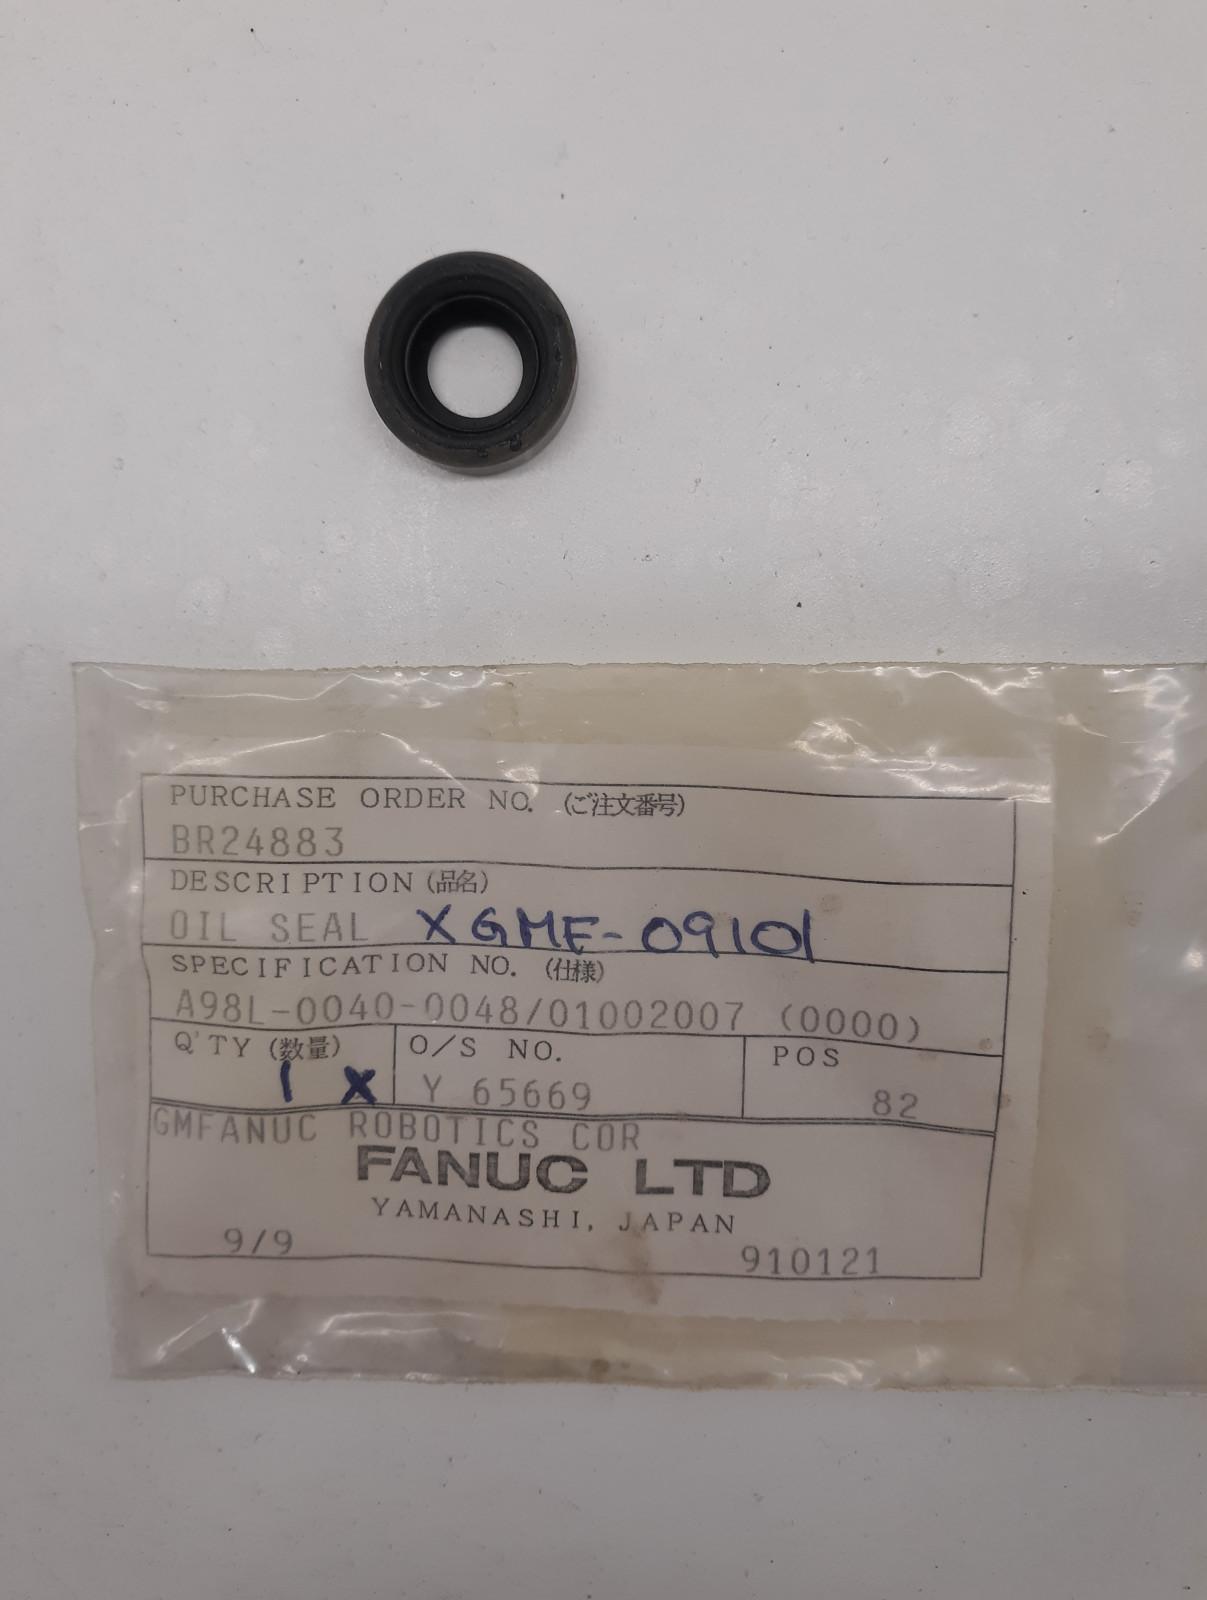 PURCHASE ORDER NO. (ご注文番号)
BR24883
DESCRIPTION (品名)
OIL SEAL XGMF-09101
SPECIFICATION NO. (仕様)
A98L-0040-0048/01002007 (0000)
Q'TY (数量) O/S NO. POS
1 X Y 65669 82
GMFANUC ROBOTICS COR
FANUC LTD
YAMANASHI, JAPAN
9/9 910121